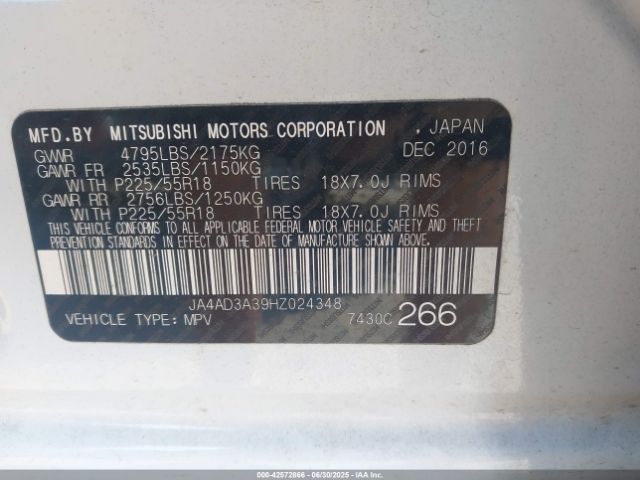 MFD.BY MITSUBISHI MOTORS CORPORATION . JAPAN
GVWR 4795LBS/2175KG DEC 2016
GAWR FR 2535LBS/1150KG
WITH P225/55R18 TIRES 18X7.0J RIMS
GAWR RR 2756LBS/1250KG
WITH P225/55R18 TIRES 18X7.0J RIMS
THIS VEHICLE CONFORMS TO ALL APPLICABLE FEDERAL MOTOR VEHICLE SAFETY AND THEFT
PREVENTION STANDARDS IN EFFECT ON THE DATE OF MANUFACTURE SHOWN ABOVE.
JA4AD3A39HZ024348
VEHICLE TYPE: MPV 7430C 266
000-42572866 - 06/30/2025 - IAAI.COM